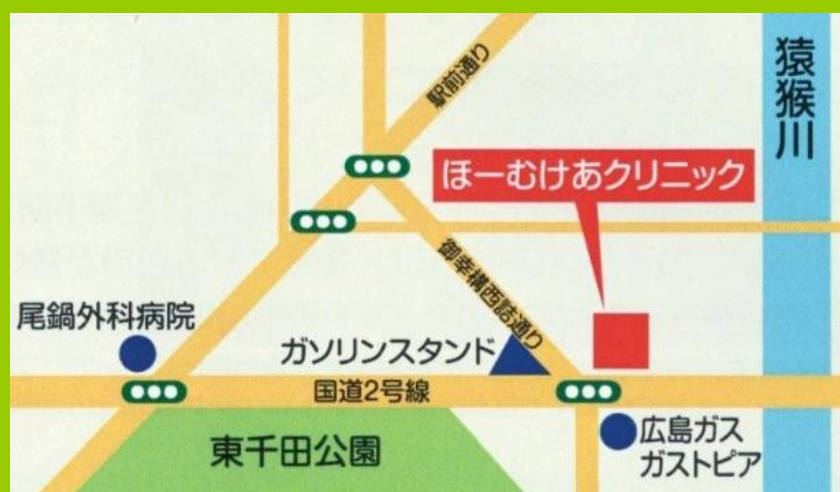 駅前通り
猿猴川
ほーむけあクリニック
御幸橋西詰通り
尾鍋外科病院
ガソリンスタンド
国道2号線
東千田公園
広島ガス
ガストピア